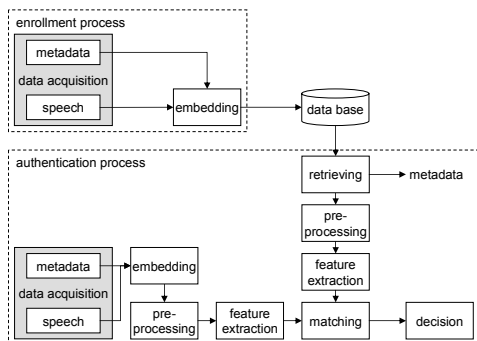 enrollment process
metadata
data acquisition
speech
embedding
data base
authentication process
retrieving
metadata
pre-
processing
feature
extraction
metadata
data acquisition
speech
embedding
pre-
processing
feature
extraction
matching
decision